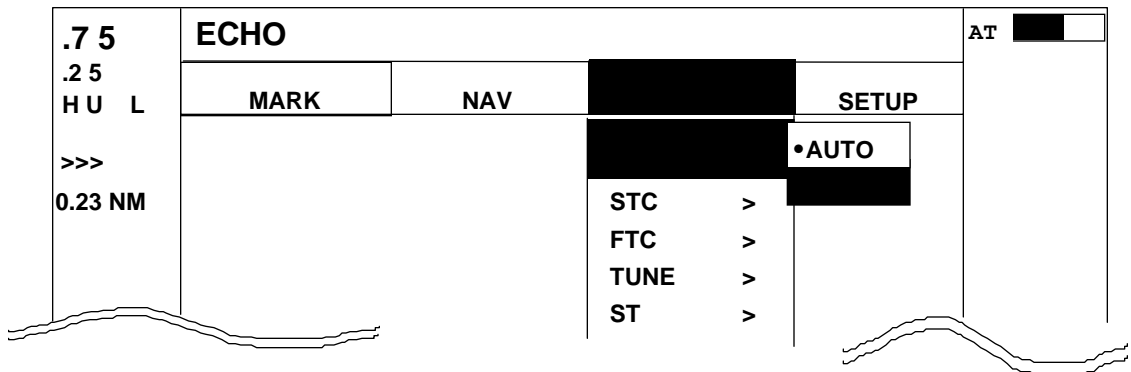 .7 5
.2 5
H U L
>>>
0.23 NM
ECHO
MARK NAV SETUP
•AUTO
STC >
FTC >
TUNE >
ST >
AT